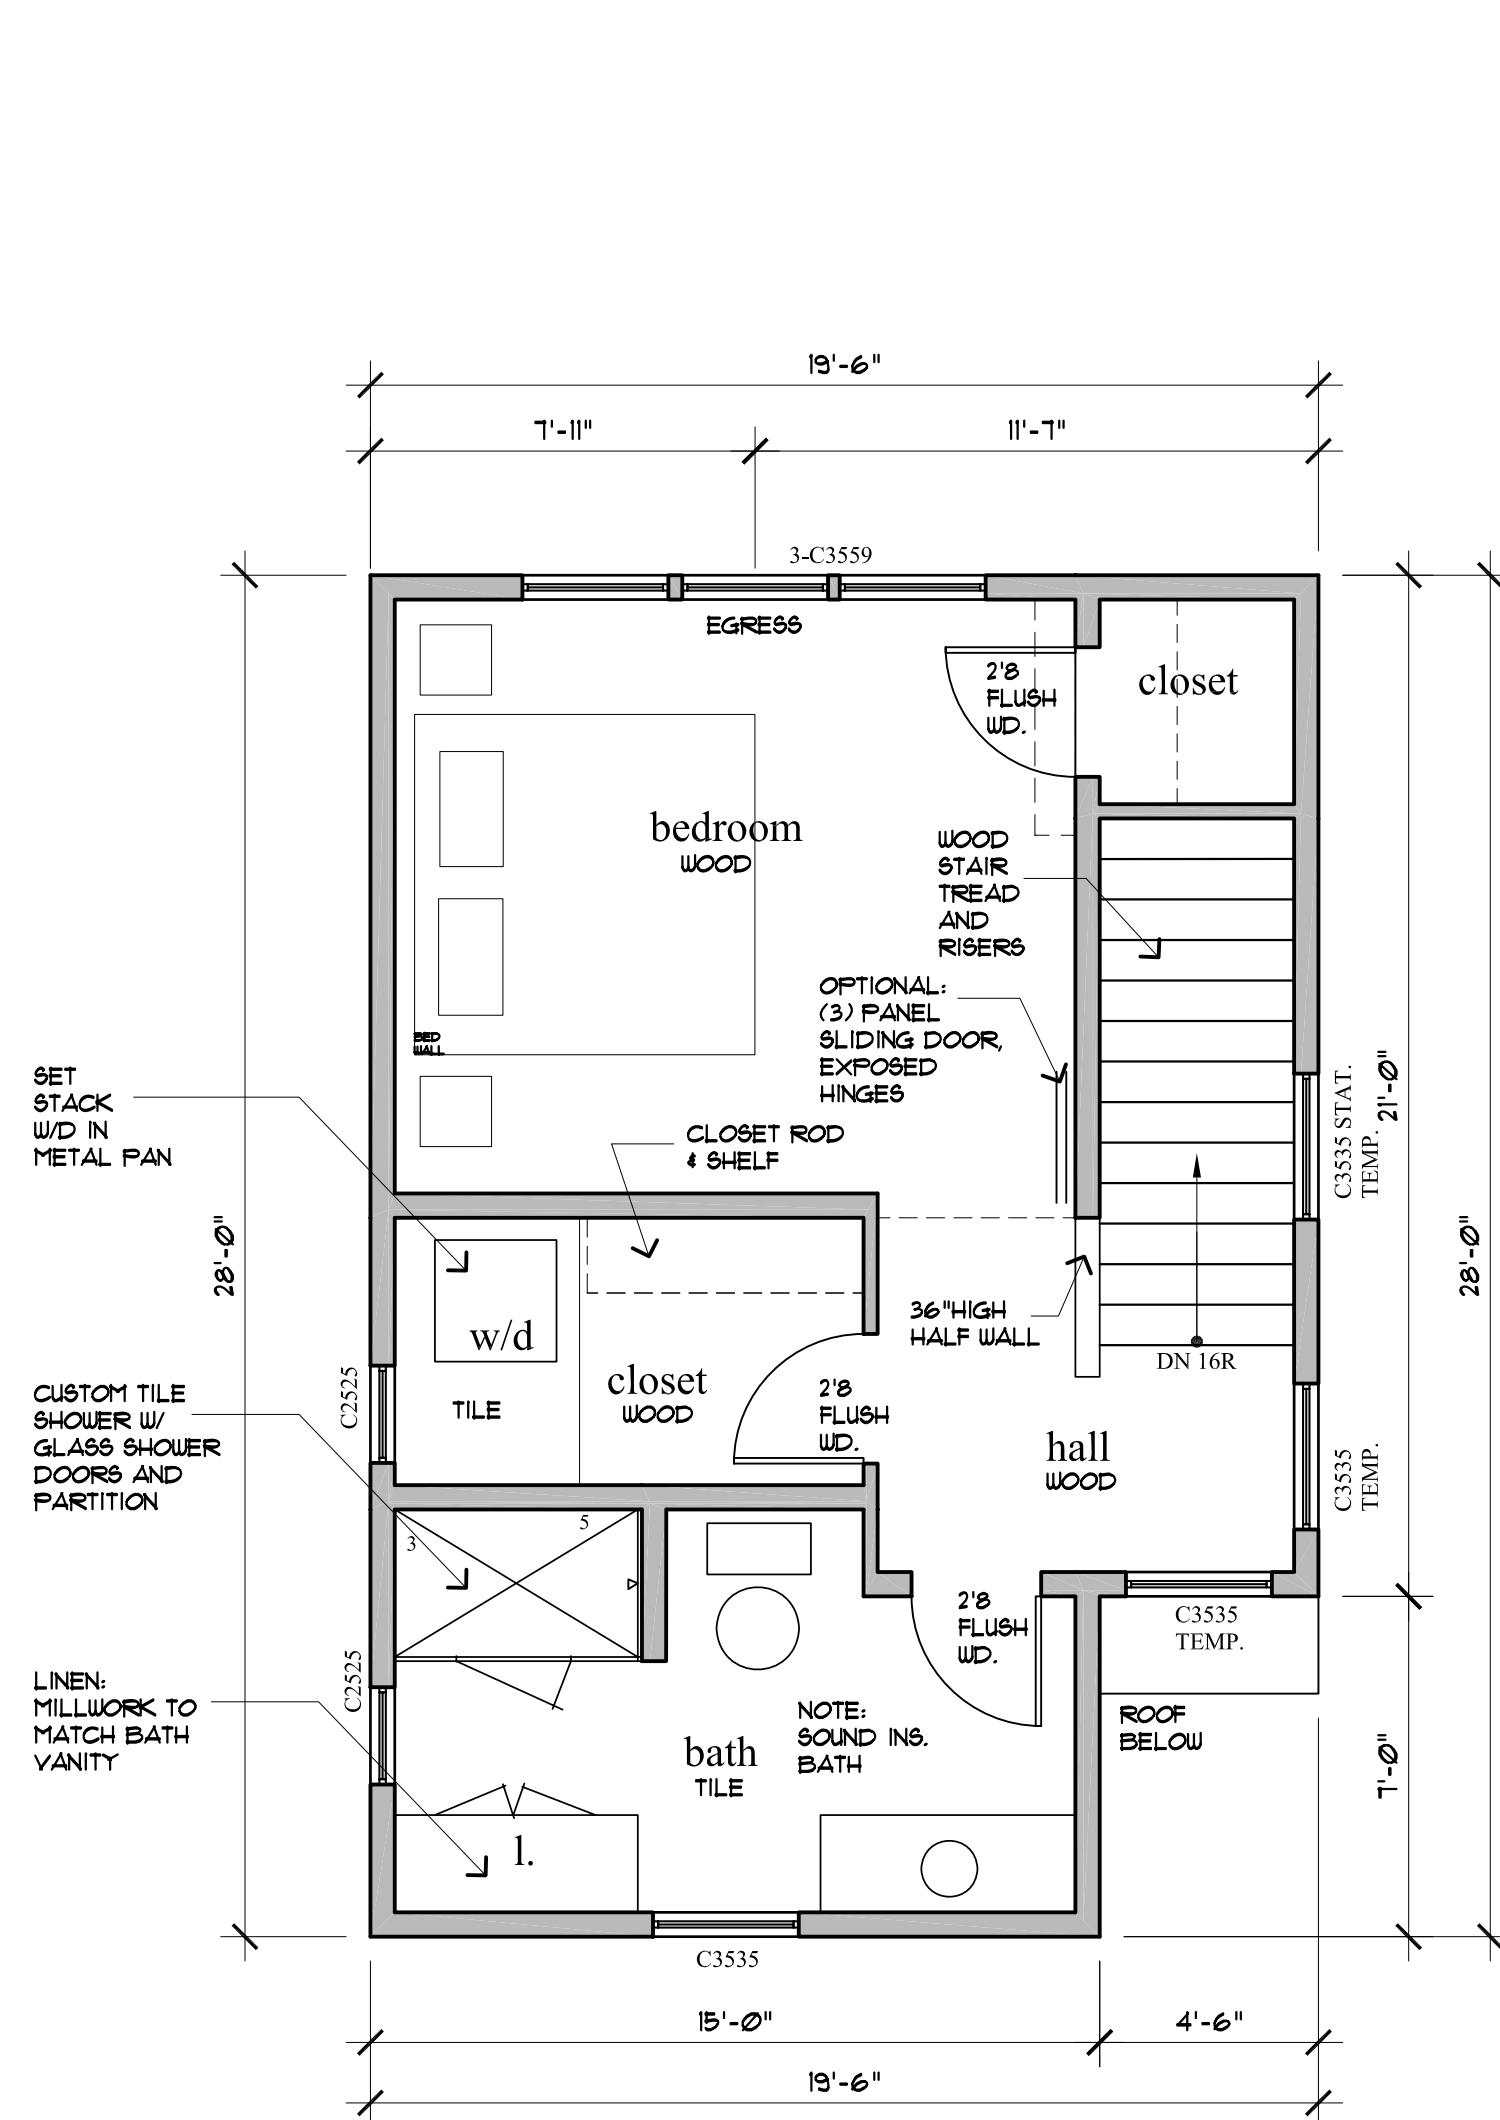 19'-6"
7'-11"
11'-7"
3-C3559
EGRESS
2'8
FLUSH
WD.
closet
bedroom
WOOD
WOOD
STAIR
TREAD
AND
RISERS
OPTIONAL:
(3) PANEL
SLIDING DOOR,
EXPOSED
HINGES
BED
WALL
SET
STACK
W/D IN
METAL PAN
CLOSET ROD
& SHELF
C3535 STAT.
TEMP.
21'-0"
28'-0"
28'-0"
36"HIGH
HALF WALL
w/d
TILE
closet
WOOD
2'8
FLUSH
WD.
DN 16R
C2525
CUSTOM TILE
SHOWER W/
GLASS SHOWER
DOORS AND
PARTITION
hall
WOOD
C3535
TEMP.
5
3
2'8
FLUSH
WD.
C3535
TEMP.
C2525
LINEN:
MILLWORK TO
MATCH BATH
VANITY
NOTE:
SOUND INS.
BATH
bath
TILE
ROOF
BELOW
7'-0"
l.
C3535
15'-0"
4'-6"
19'-6"